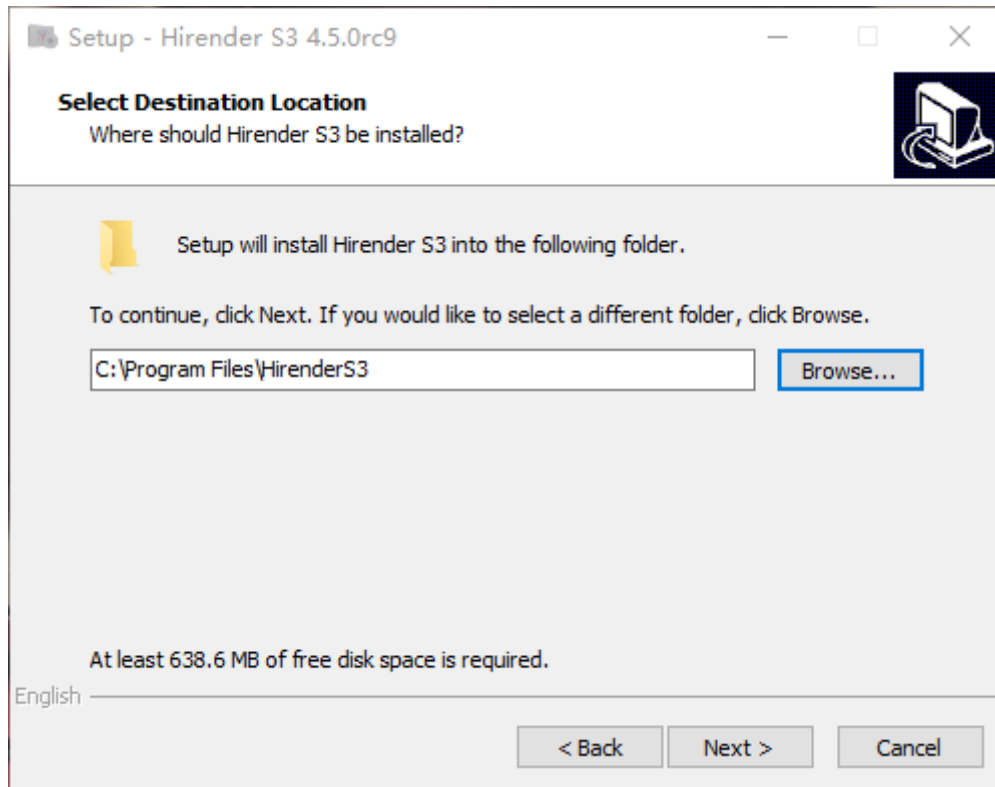 Setup - Hirender S3 4.5.0rc9
Select Destination Location
Where should Hirender S3 be installed?
Setup will install Hirender S3 into the following folder.
To continue, click Next. If you would like to select a different folder, click Browse.
C:\Program Files\HirenderS3
Browse...
At least 638.6 MB of free disk space is required.
English
< Back
Next >
Cancel